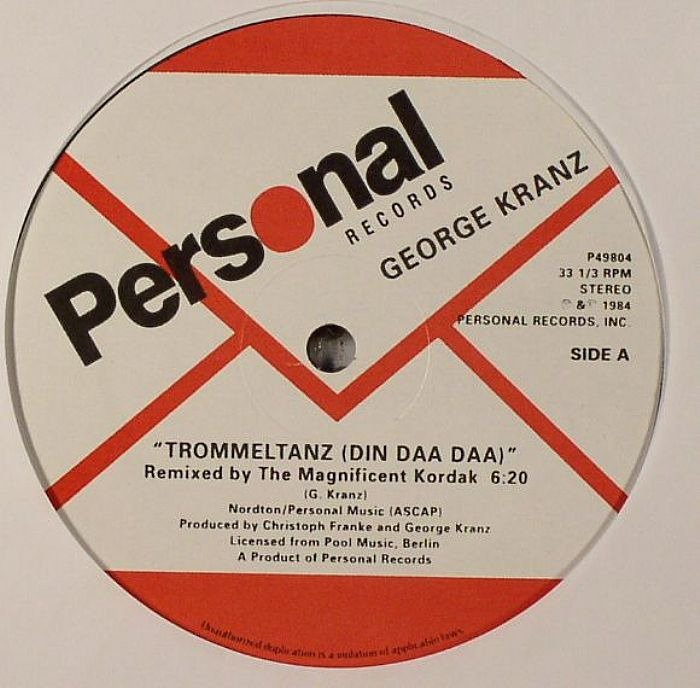 Personal
RECORDS
GEORGE KRANZ
P49804
33 1/3 RPM
STEREO
℗ & ℗ 1984
PERSONAL RECORDS, INC.
SIDE A
"TROMMELTANZ (DIN DAA DAA)"
Remixed by The Magnificent Kordak 6:20
(G. Kranz)
Nordton/Personal Music (ASCAP)
Produced by Christoph Franke and George Kranz
Licensed from Pool Music, Berlin
A Product of Personal Records
Unauthorized duplication is a violation of applicable laws.